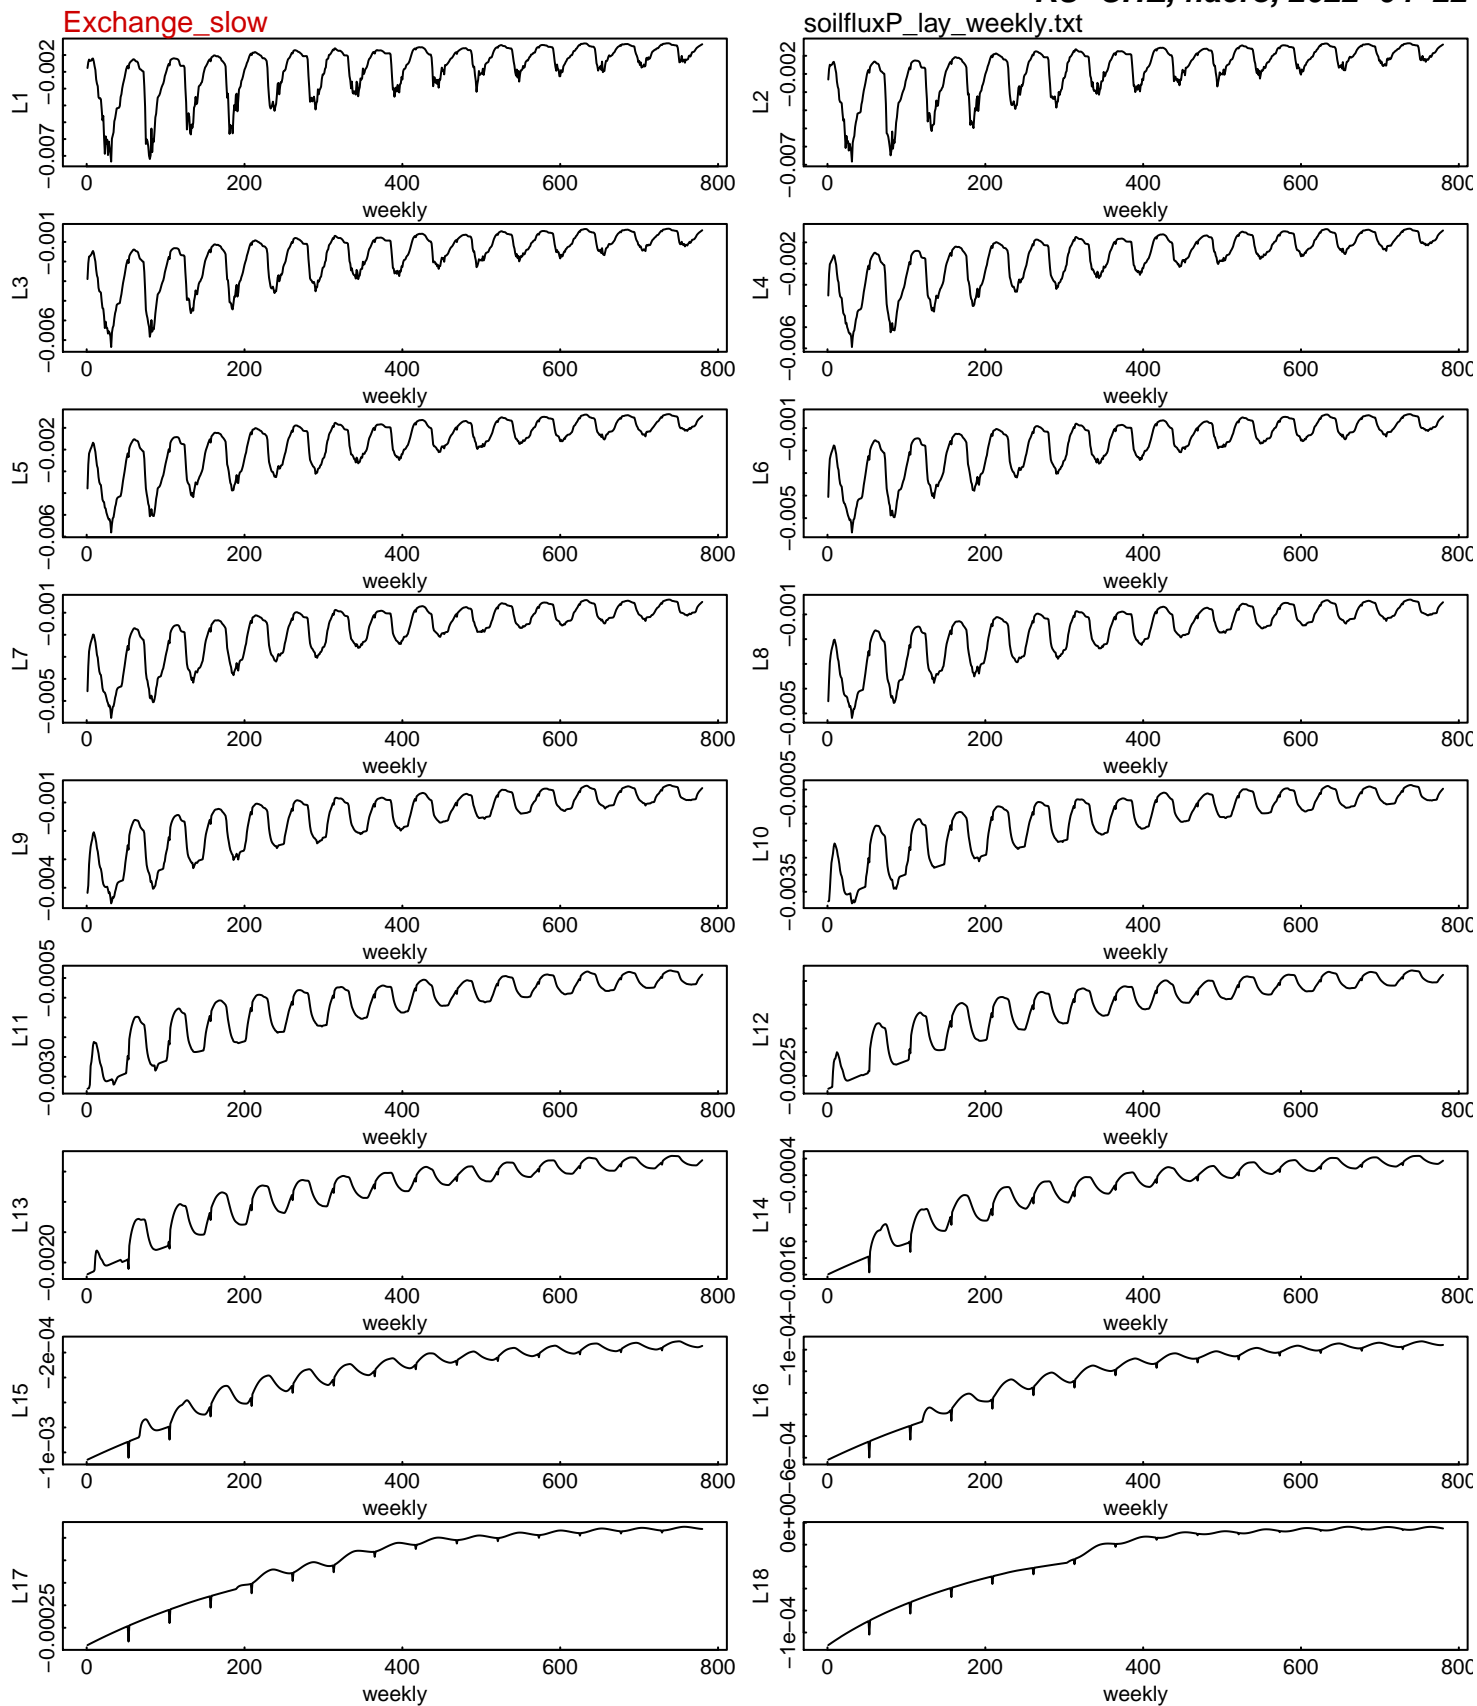 Exchange_slow
soilfluxP_lay_weekly.txt
L1
−0.002
−0.007
0 200 400 600 800
weekly
L2
−0.002
−0.007
0 200 400 600 800
weekly
L3
−0.001
−0.006
0 200 400 600 800
weekly
L4
−0.002
−0.006
0 200 400 600 800
weekly
L5
−0.002
−0.006
0 200 400 600 800
weekly
L6
−0.001
−0.005
0 200 400 600 800
weekly
L7
−0.001
−0.005
0 200 400 600 800
weekly
L8
−0.001
−0.005
0 200 400 600 800
weekly
L9
−0.001
−0.004
0 200 400 600 800
weekly
L10
−0.0005
−0.0035
0 200 400 600 800
weekly
L11
−0.0005
−0.0030
0 200 400 600 800
weekly
L12
−0.0025
0 200 400 600 800
weekly
L13
−0.0020
0 200 400 600 800
weekly
L14
−0.0004
−0.0016
0 200 400 600 800
weekly
L15
−2e−04
−1e−03
0 200 400 600 800
weekly
L16
−1e−04
−6e−04
0 200 400 600 800
weekly
L17
−0.00025
0 200 400 600 800
weekly
L18
0e+00
−1e−04
0 200 400 600 800
weekly